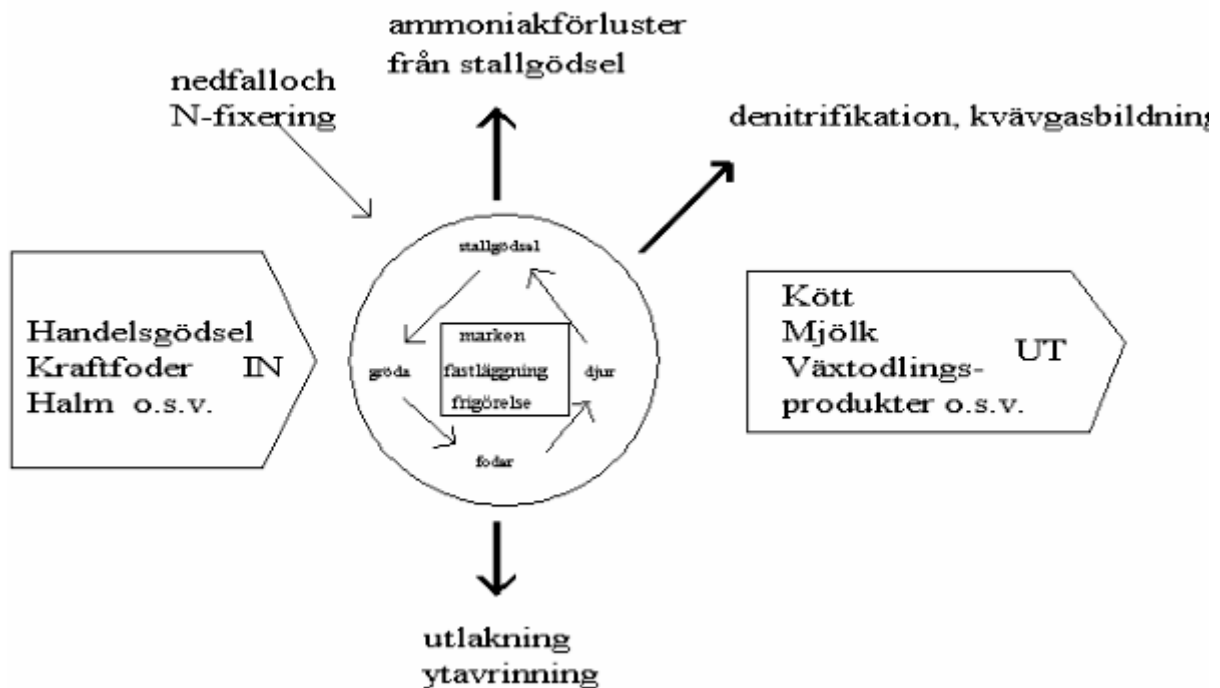 ammoniakförluster
från stallgödsel
nedfalloch
N-fixering
denitrifikation, kvävgasbildning
stallgödsel
Handelsgödsel
Kraftfoder IN
Halm o.s.v.
marken
gröda fastläggning djur
frigörelse
fodar
Kött
Mjölk
Växtodlings- UT
produkter o.s.v.
utlakning
ytavrinning